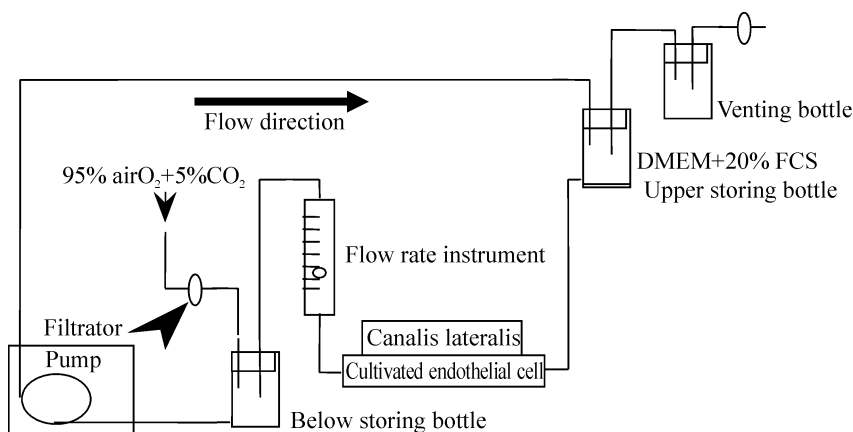 Venting bottle
Flow direction
DMEM+20% FCS
Upper storing bottle
95% airO₂+5%CO₂
Flow rate instrument
Filtrator
Canalis lateralis
Pump
Cultivated endothelial cell
Below storing bottle